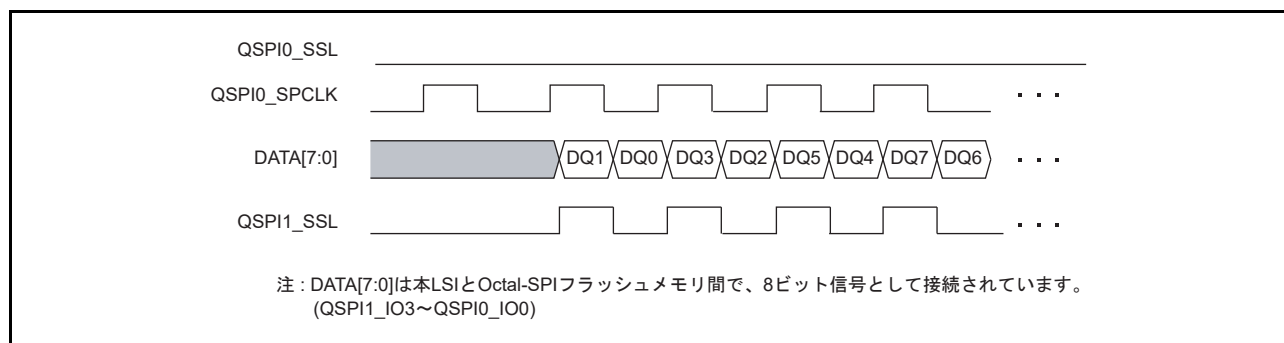 QSPI0_SSL
QSPI0_SPCLK
・・・
DATA[7:0]
DQ1 DQ0 DQ3 DQ2 DQ5 DQ4 DQ7 DQ6
・・・
QSPI1_SSL
・・・
注 : DATA[7:0]は本LSIとOctal-SPIフラッシュメモリ間で、8ビット信号として接続されています。
(QSPI1_IO3～QSPI0_IO0)